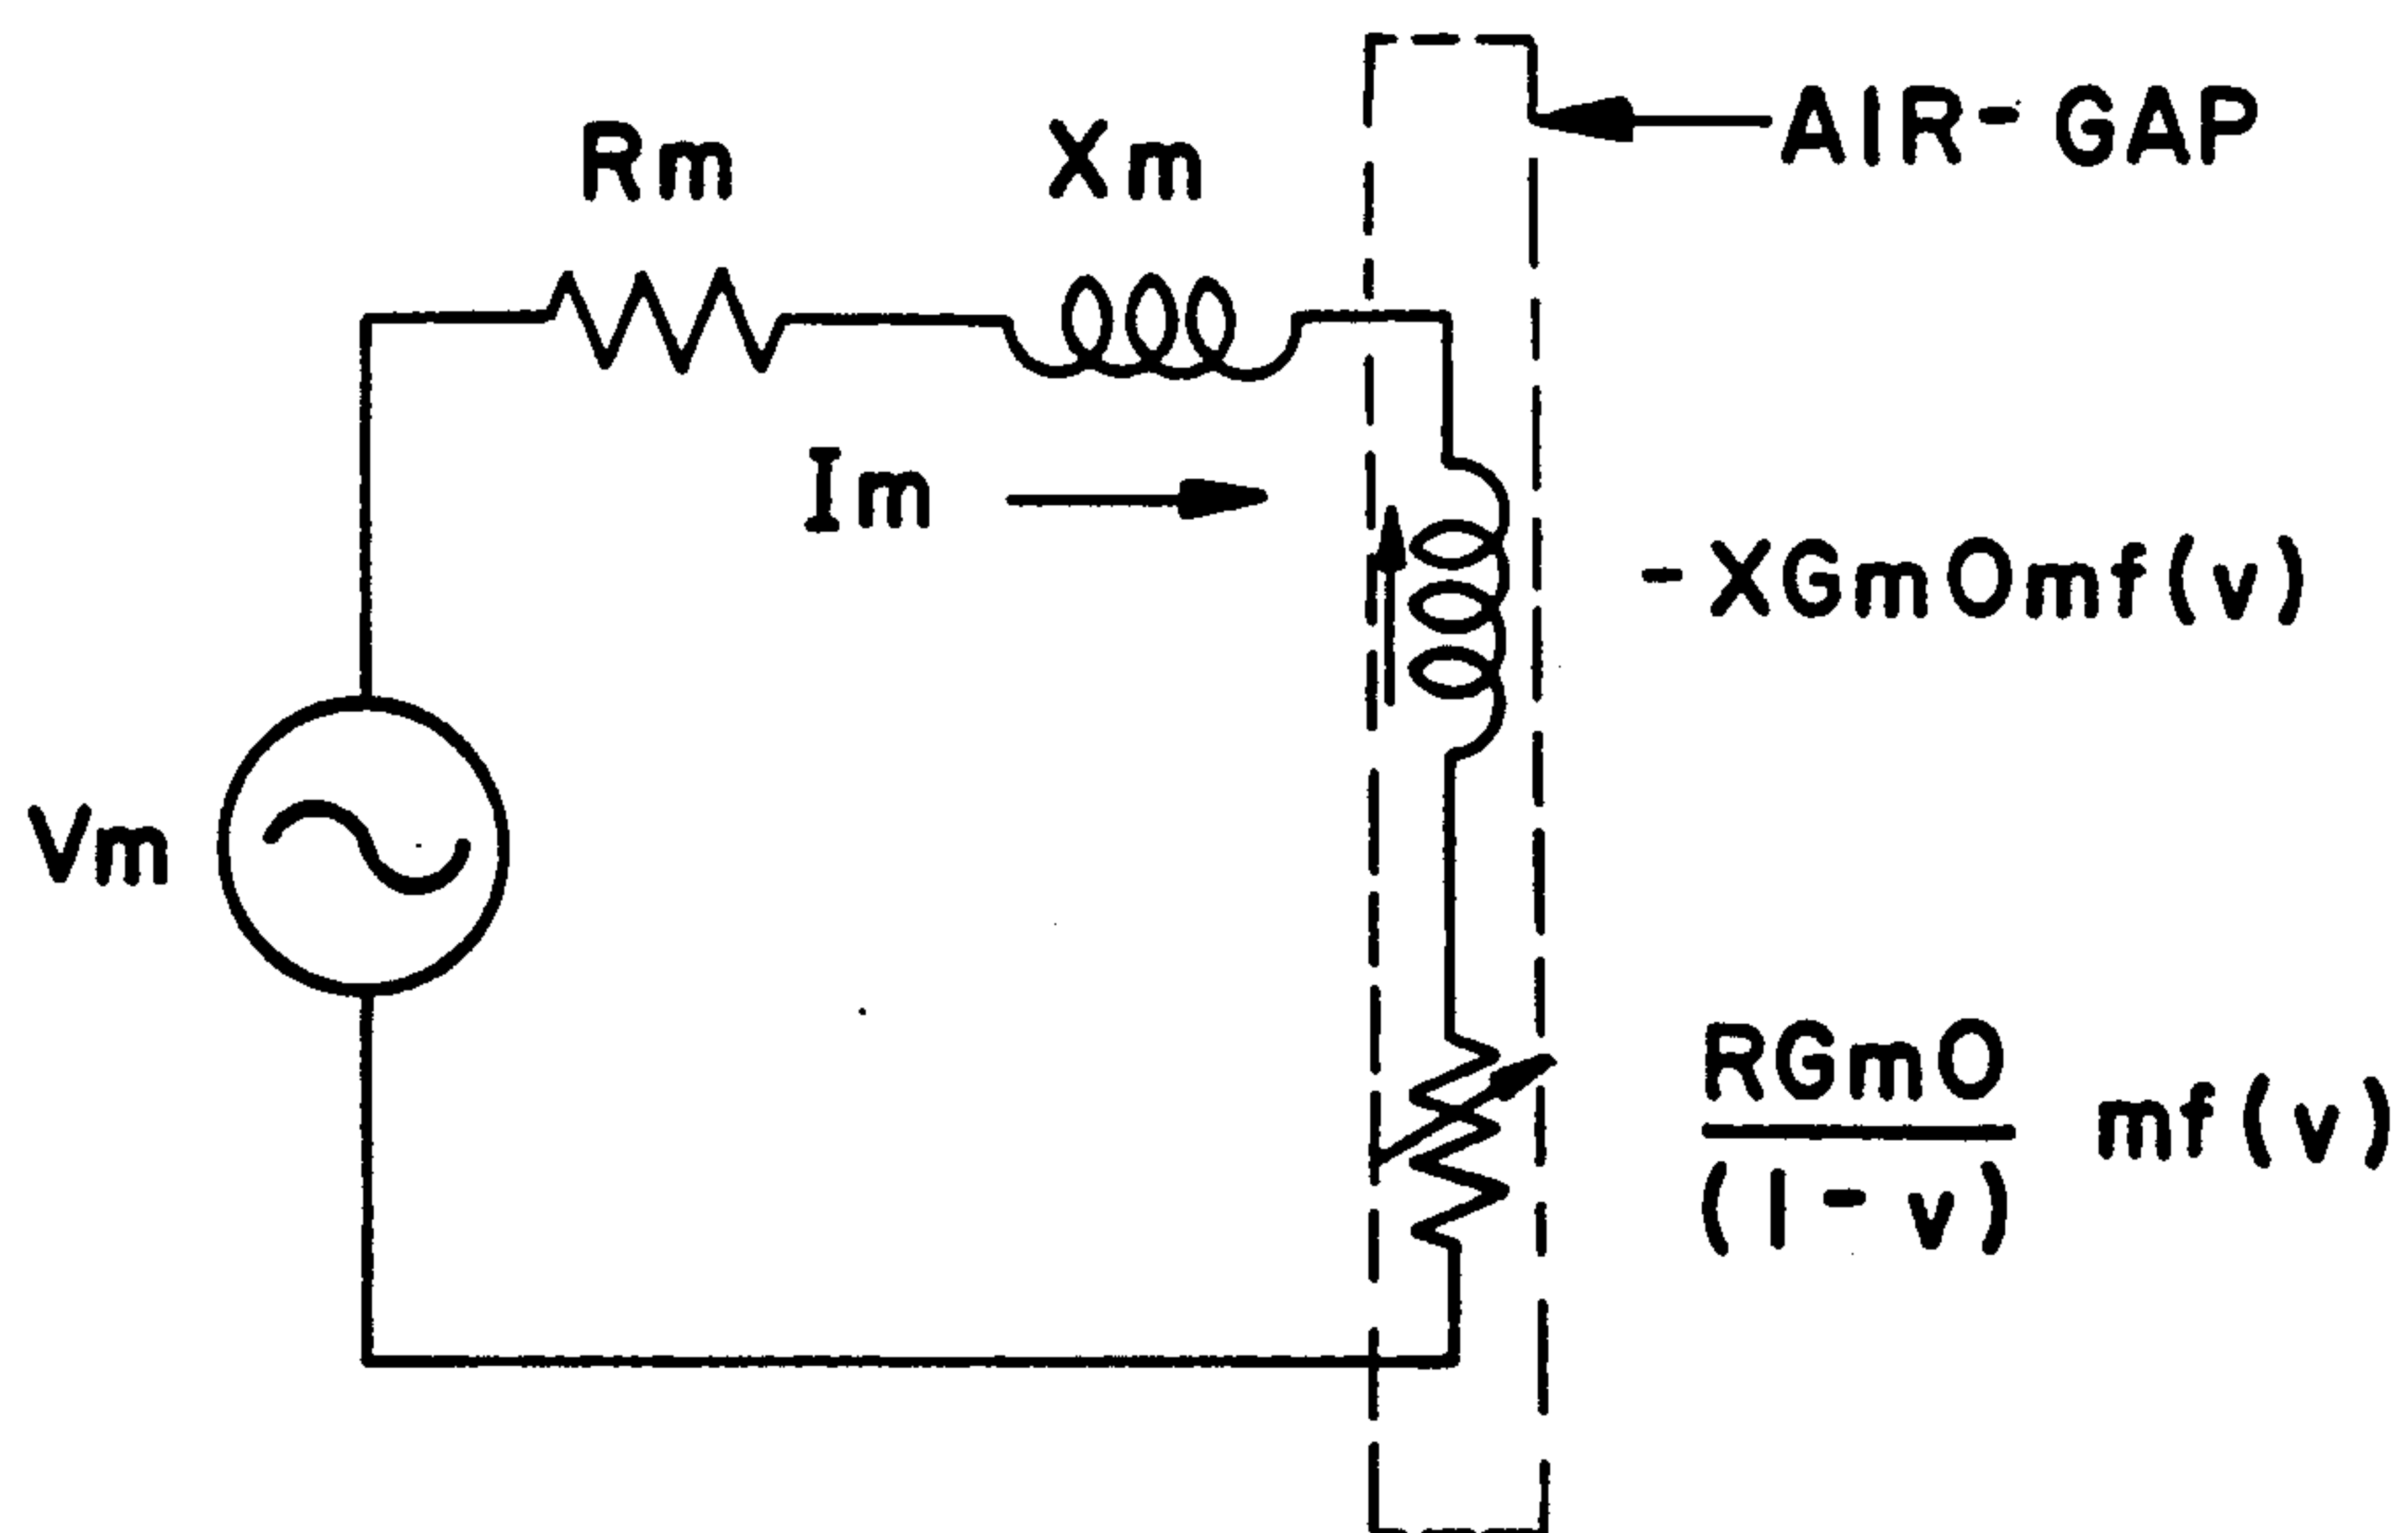 AIR-GAP
Rm
Xm
Im
-XGmOmf(v)
Vm
RGmO
mf(v)
(1-v)